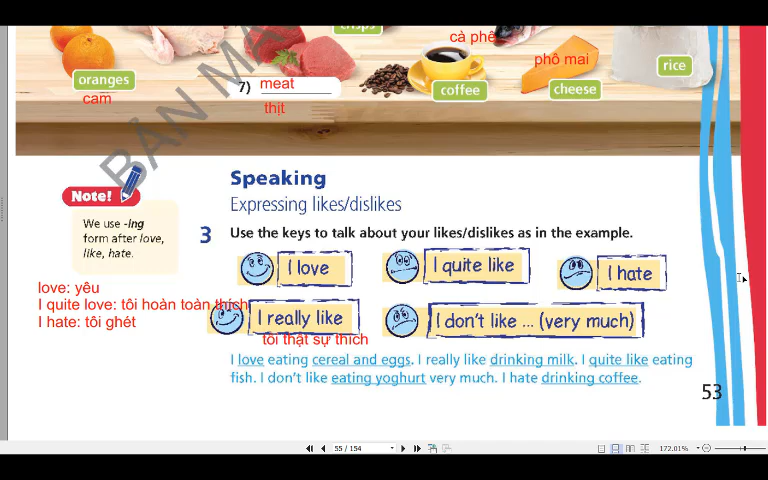 crisps
cà phê
phô mai
oranges
cam
7) meat
thịt
coffee
cheese
rice
BẢN MẪ
Speaking
Expressing likes/dislikes
Note!
We use -ing
form after love,
like, hate.
3 Use the keys to talk about your likes/dislikes as in the example.
I love
I quite like
I hate
love: yêu
I quite love: tôi hoàn toàn thích
I hate: tôi ghét
I really like
I don't like ... (very much)
tôi thật sự thích
I love eating cereal and eggs. I really like drinking milk. I quite like eating
fish. I don't like eating yoghurt very much. I hate drinking coffee.
53
55 / 154
172.01%